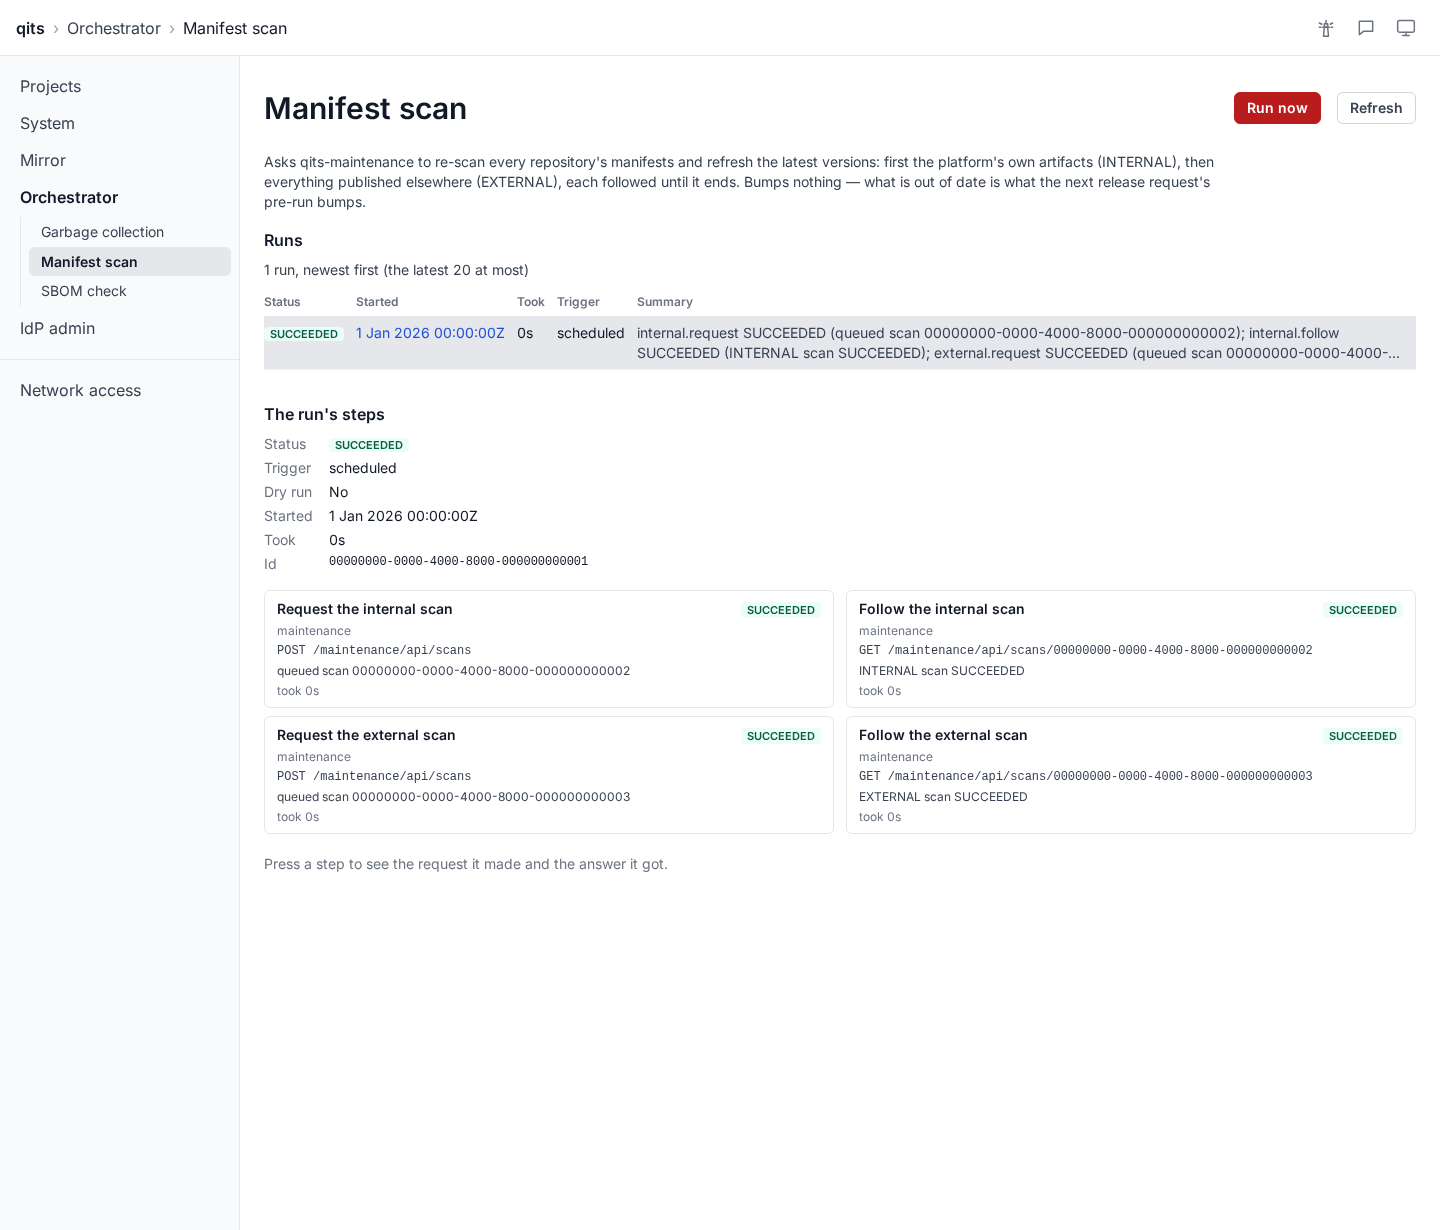 qits › Orchestrator › Manifest scan
Projects
System
Mirror
Orchestrator
Garbage collection
Manifest scan
SBOM check
IdP admin
Network access
Manifest scan
Run now
Refresh
Asks qits-maintenance to re-scan every repository's manifests and refresh the latest versions: first the platform's own artifacts (INTERNAL), then
everything published elsewhere (EXTERNAL), each followed until it ends. Bumps nothing — what is out of date is what the next release request's
pre-run bumps.
Runs
1 run, newest first (the latest 20 at most)
Status Started Took Trigger Summary
SUCCEEDED 1 Jan 2026 00:00:00Z 0s scheduled internal.request SUCCEEDED (queued scan 00000000-0000-4000-8000-000000000002); internal.follow
SUCCEEDED (INTERNAL scan SUCCEEDED); external.request SUCCEEDED (queued scan 00000000-0000-4000-...
The run's steps
Status SUCCEEDED
Trigger scheduled
Dry run No
Started 1 Jan 2026 00:00:00Z
Took 0s
Id 00000000-0000-4000-8000-000000000001
Request the internal scan SUCCEEDED
maintenance
POST /maintenance/api/scans
queued scan 00000000-0000-4000-8000-000000000002
took 0s
Follow the internal scan SUCCEEDED
maintenance
GET /maintenance/api/scans/00000000-0000-4000-8000-000000000002
INTERNAL scan SUCCEEDED
took 0s
Request the external scan SUCCEEDED
maintenance
POST /maintenance/api/scans
queued scan 00000000-0000-4000-8000-000000000003
took 0s
Follow the external scan SUCCEEDED
maintenance
GET /maintenance/api/scans/00000000-0000-4000-8000-000000000003
EXTERNAL scan SUCCEEDED
took 0s
Press a step to see the request it made and the answer it got.